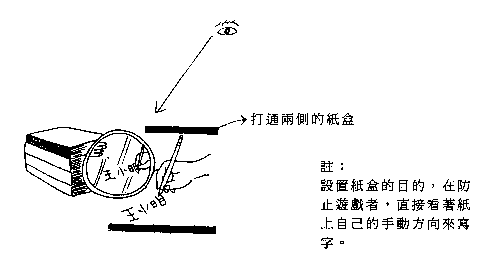 打通兩側的紙盒
王小明
王小明
註：
設置紙盒的目的，在防
止遊戲者，直接看著紙
上自己的手動方向來寫
字。